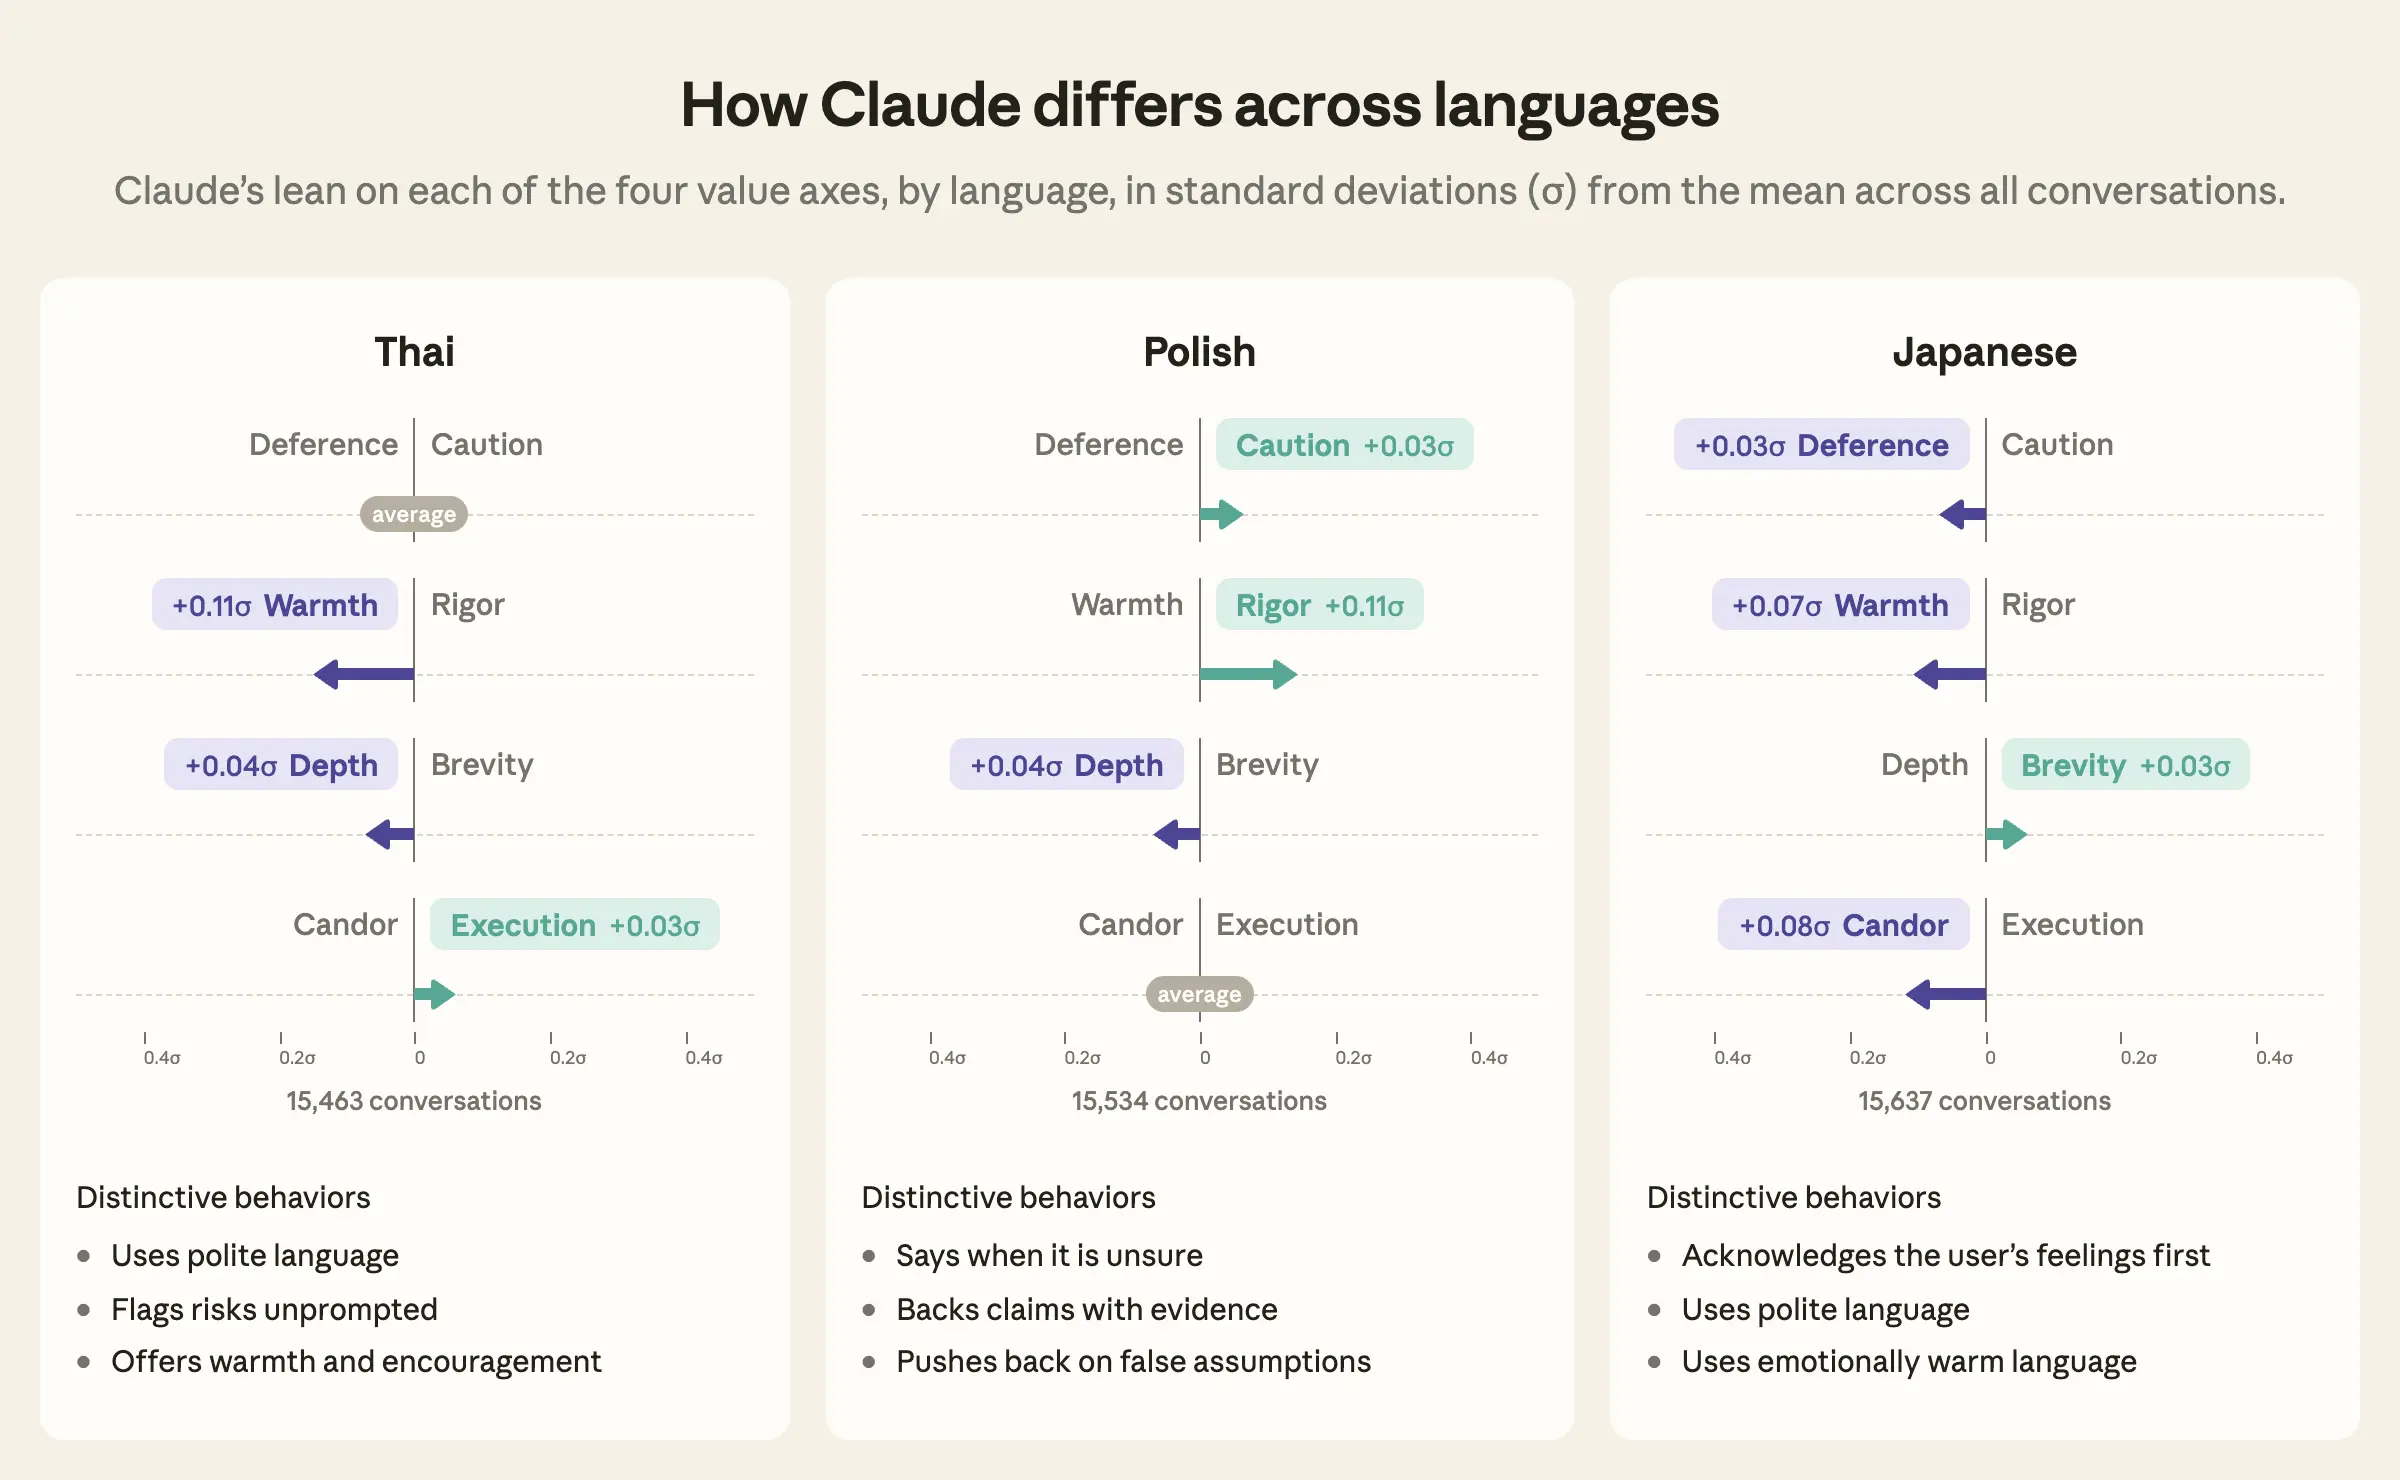 How Claude differs across languages
Claude’s lean on each of the four value axes, by language, in standard deviations (σ) from the mean across all conversations.
Thai
Deference Caution
average
+0.11σ Warmth Rigor
+0.04σ Depth Brevity
Candor Execution +0.03σ
0.4σ 0.2σ 0 0.2σ 0.4σ
15,463 conversations
Distinctive behaviors
Uses polite language
Flags risks unprompted
Offers warmth and encouragement
Polish
Deference Caution +0.03σ
Warmth Rigor +0.11σ
+0.04σ Depth Brevity
Candor Execution
average
0.4σ 0.2σ 0 0.2σ 0.4σ
15,534 conversations
Distinctive behaviors
Says when it is unsure
Backs claims with evidence
Pushes back on false assumptions
Japanese
+0.03σ Deference Caution
+0.07σ Warmth Rigor
Depth Brevity +0.03σ
+0.08σ Candor Execution
0.4σ 0.2σ 0 0.2σ 0.4σ
15,637 conversations
Distinctive behaviors
Acknowledges the user’s feelings first
Uses polite language
Uses emotionally warm language